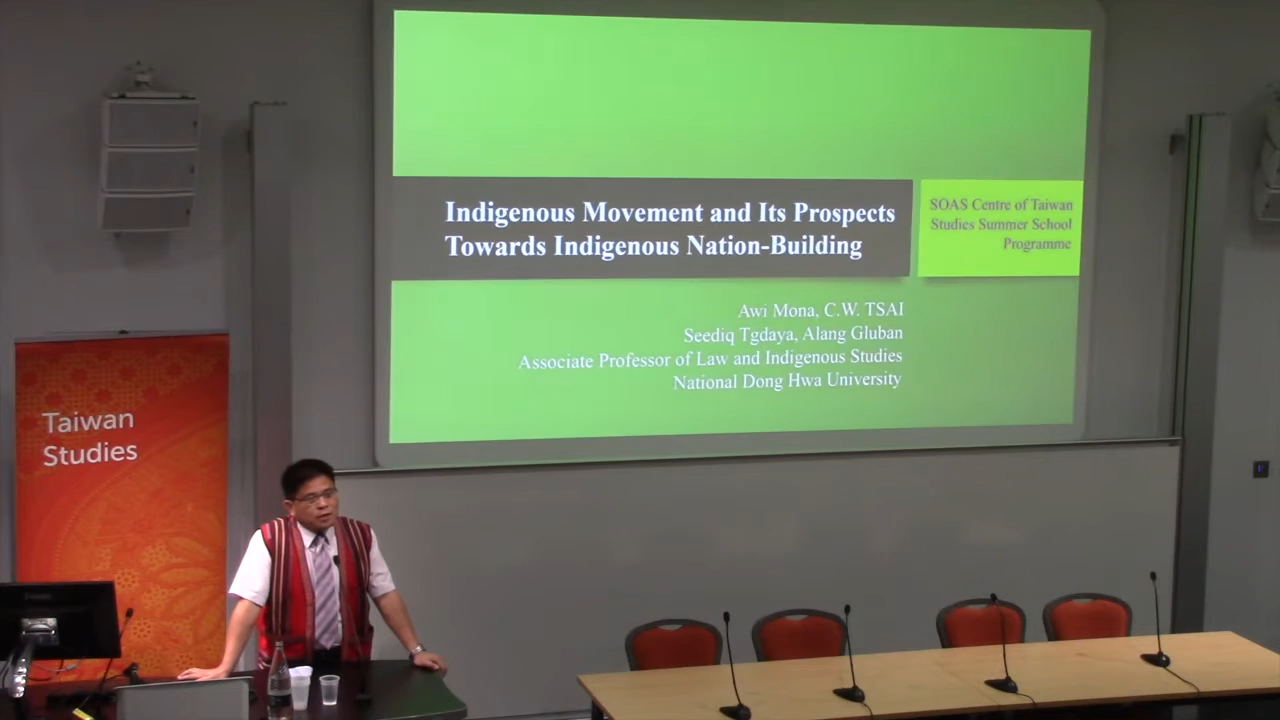 Indigenous Movement and Its Prospects
Towards Indigenous Nation-Building
SOAS Centre of Taiwan
Studies Summer School
Programme
Awi Mona, C.W. TSAI
Seediq Tgdaya, Alang Gluban
Associate Professor of Law and Indigenous Studies
National Dong Hwa University
Taiwan
Studies